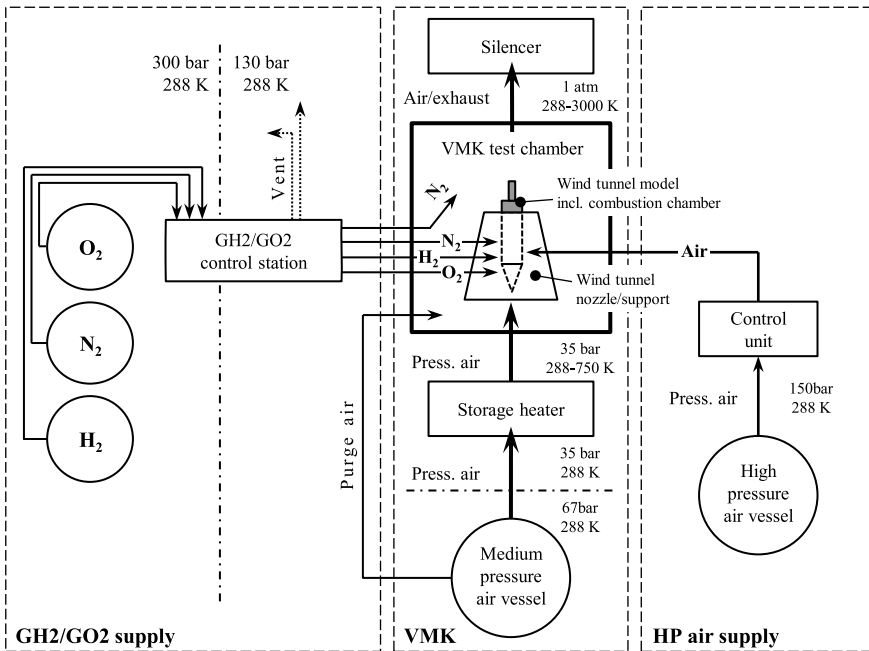 300 bar
288 K
130 bar
288 K
Vent
O2
N2
H2
GH2/GO2
control station
GH2/GO2 supply
Silencer
Air/exhaust
1 atm
288-3000 K
VMK test chamber
N2
Wind tunnel model
incl. combustion chamber
N2
H2
O2
Wind tunnel
nozzle/support
Press. air
35 bar
288-750 K
Storage heater
Purge air
Press. air
35 bar
288 K
67bar
288 K
Medium
pressure
air vessel
VMK
Air
Control
unit
Press. air
150bar
288 K
High
pressure
air vessel
HP air supply